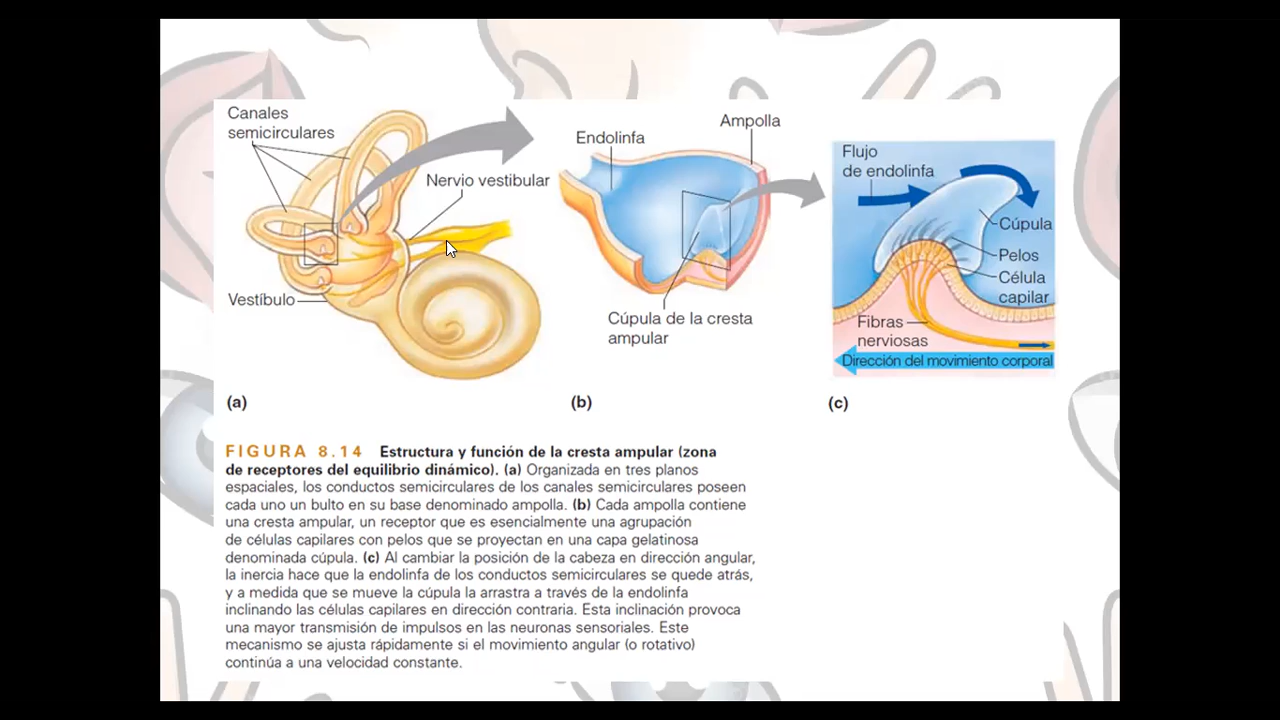 Canales
semicirculares
Nervio vestibular
Vestíbulo
(a)
Endolinfa
Ampolla
Cúpula de la cresta
ampular
(b)
Flujo
de endolinfa
Cúpula
Pelos
Célula
capilar
Fibras
nerviosas
Dirección del movimiento corporal
(c)
FIGURA 8.14 Estructura y función de la cresta ampular (zona
de receptores del equilibrio dinámico). (a) Organizada en tres planos
espaciales, los conductos semicirculares de los canales semicirculares poseen
cada uno un bulto en su base denominado ampolla. (b) Cada ampolla contiene
una cresta ampular, un receptor que es esencialmente una agrupación
de células capilares con pelos que se proyectan en una capa gelatinosa
denominada cúpula. (c) Al cambiar la posición de la cabeza en dirección angular,
la inercia hace que la endolinfa de los conductos semicirculares se quede atrás,
y a medida que se mueve la cúpula la arrastra a través de la endolinfa
inclinando las células capilares en dirección contraria. Esta inclinación provoca
una mayor transmisión de impulsos en las neuronas sensoriales. Este
mecanismo se ajusta rápidamente si el movimiento angular (o rotativo)
continúa a una velocidad constante.